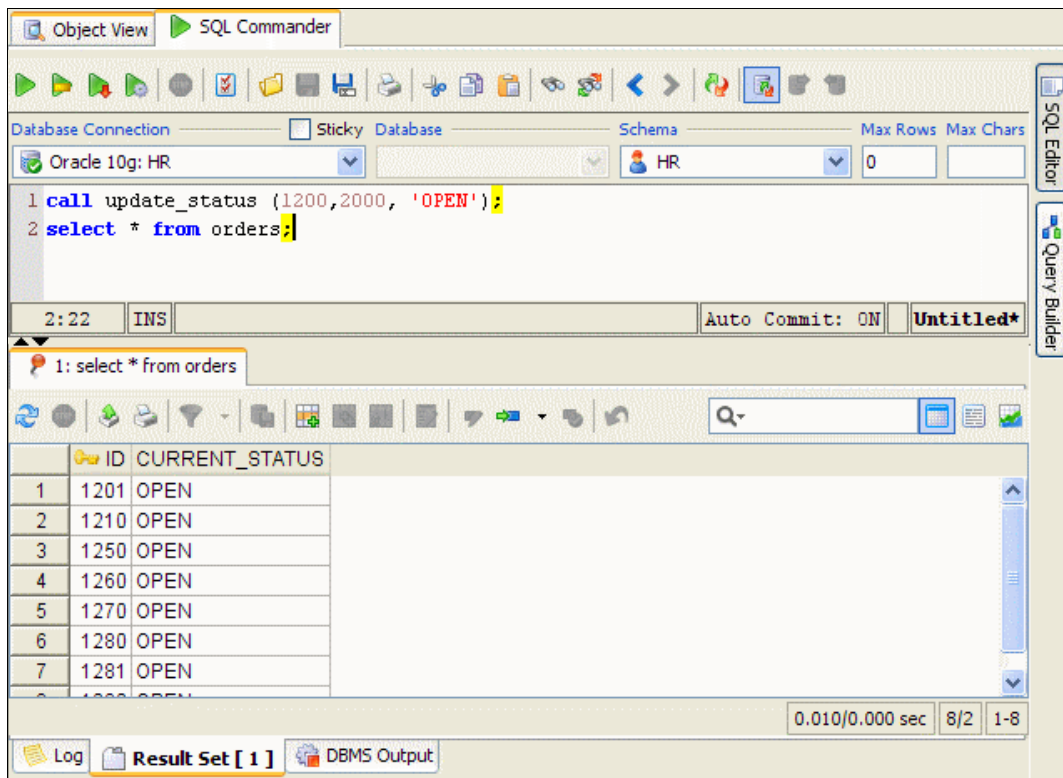 Object View SQL Commander
Database Connection Sticky Database Schema Max Rows Max Chars
Oracle 10g: HR HR 0
1 call update_status (1200,2000, 'OPEN');
2 select * from orders;
2:22 INS Auto Commit: ON Untitled*
SQL Editor
Query Builder
1: select * from orders
ID CURRENT_STATUS
1 1201 OPEN
2 1210 OPEN
3 1250 OPEN
4 1260 OPEN
5 1270 OPEN
6 1280 OPEN
7 1281 OPEN
OPEN
0.010/0.000 sec 8/2 1-8
Log Result Set [ 1 ] DBMS Output